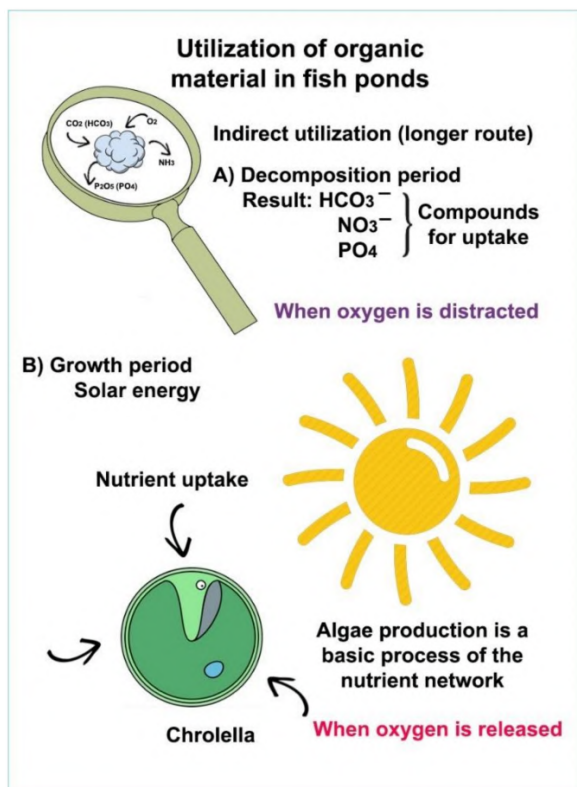 Utilization of organic
material in fish ponds
CO2 (HCO3)
O2
NH3
P2O5 (PO4)
Indirect utilization (longer route)
A) Decomposition period
Result: HCO3⁻
NO3⁻
PO4
Compounds
for uptake
When oxygen is distracted
B) Growth period
Solar energy
Nutrient uptake
Algae production is a
basic process of the
nutrient network
When oxygen is released
Chrolella